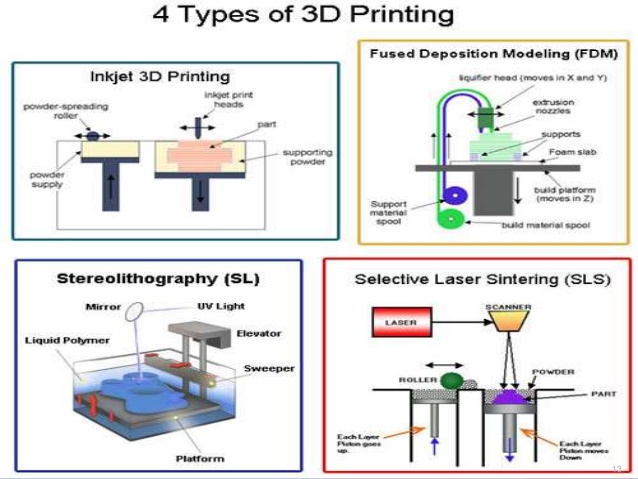 4 Types of 3D Printing
Inkjet 3D Printing
powder-spreading
roller
inkjet print
heads
part
supporting
powder
powder
supply
Fused Deposition Modeling (FDM)
liquifier head (moves in X and Y)
extrusion
nozzles
supports
Foam slab
build platform
(moves in Z)
Support
material
spool
build material spool
Stereolithography (SL)
Mirror
UV Light
Liquid Polymer
Elevator
Sweeper
Platform
Selective Laser Sintering (SLS)
LASER
SCANNER
ROLLER
POWDER
PART
Each Layer
Piston goes
up.
Each Layer
Piston moves
Down
13